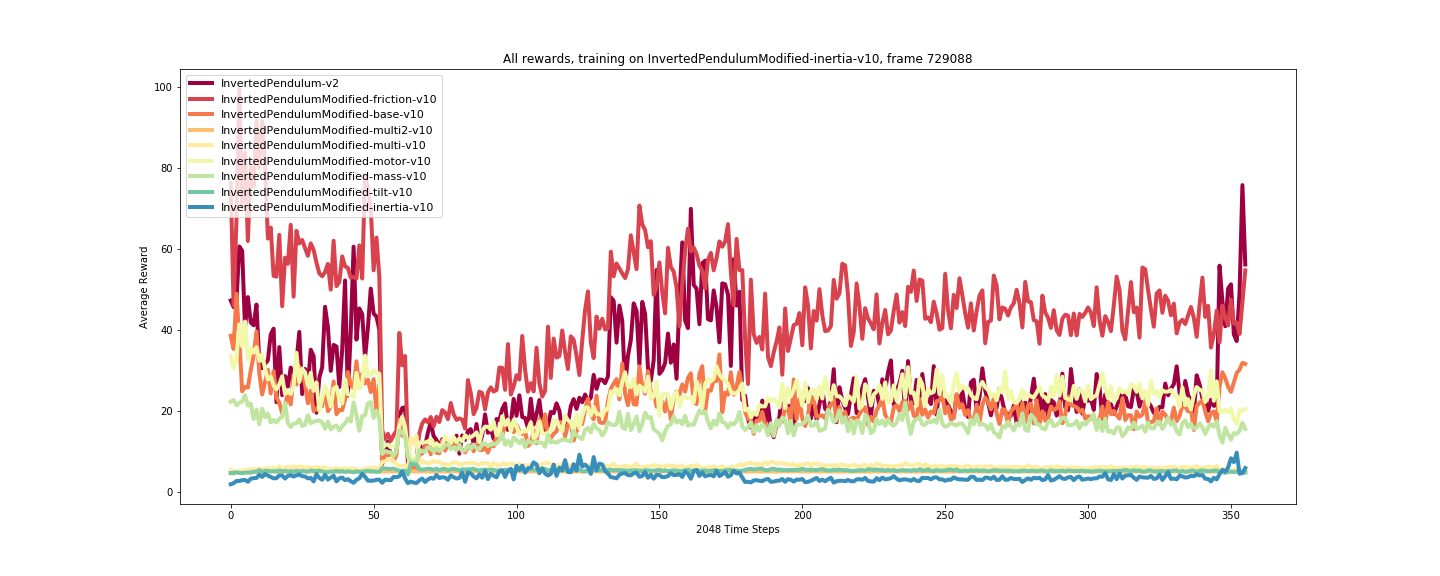 All rewards, training on InvertedPendulumModified-inertia-v10, frame 729088
InvertedPendulum-v2
InvertedPendulumModified-friction-v10
InvertedPendulumModified-base-v10
InvertedPendulumModified-multi2-v10
InvertedPendulumModified-multi-v10
InvertedPendulumModified-motor-v10
InvertedPendulumModified-mass-v10
InvertedPendulumModified-tilt-v10
InvertedPendulumModified-inertia-v10
Average Reward
100
80
60
40
20
0
0 50 100 150 200 250 300 350
2048 Time Steps